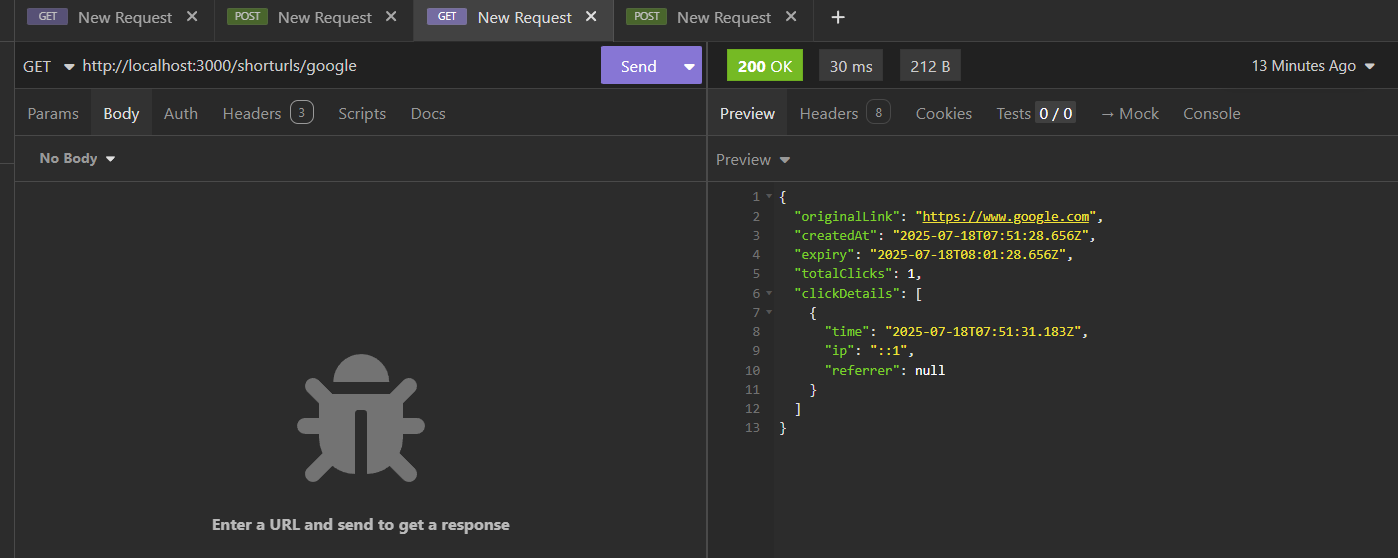 GET New Request × POST New Request × GET New Request × POST New Request × +
GET http://localhost:3000/shorturls/google Send
200 OK 30 ms 212 B 13 Minutes Ago
Params Body Auth Headers 3 Scripts Docs
Preview Headers 8 Cookies Tests 0 / 0 → Mock Console
No Body
Preview
1 {
2 "originalLink": "https://www.google.com",
3 "createdAt": "2025-07-18T07:51:28.656Z",
4 "expiry": "2025-07-18T08:01:28.656Z",
5 "totalClicks": 1,
6 "clickDetails": [
7 {
8 "time": "2025-07-18T07:51:31.183Z",
9 "ip": "::1",
10 "referrer": null
11 }
12 ]
13 }
Enter a URL and send to get a response